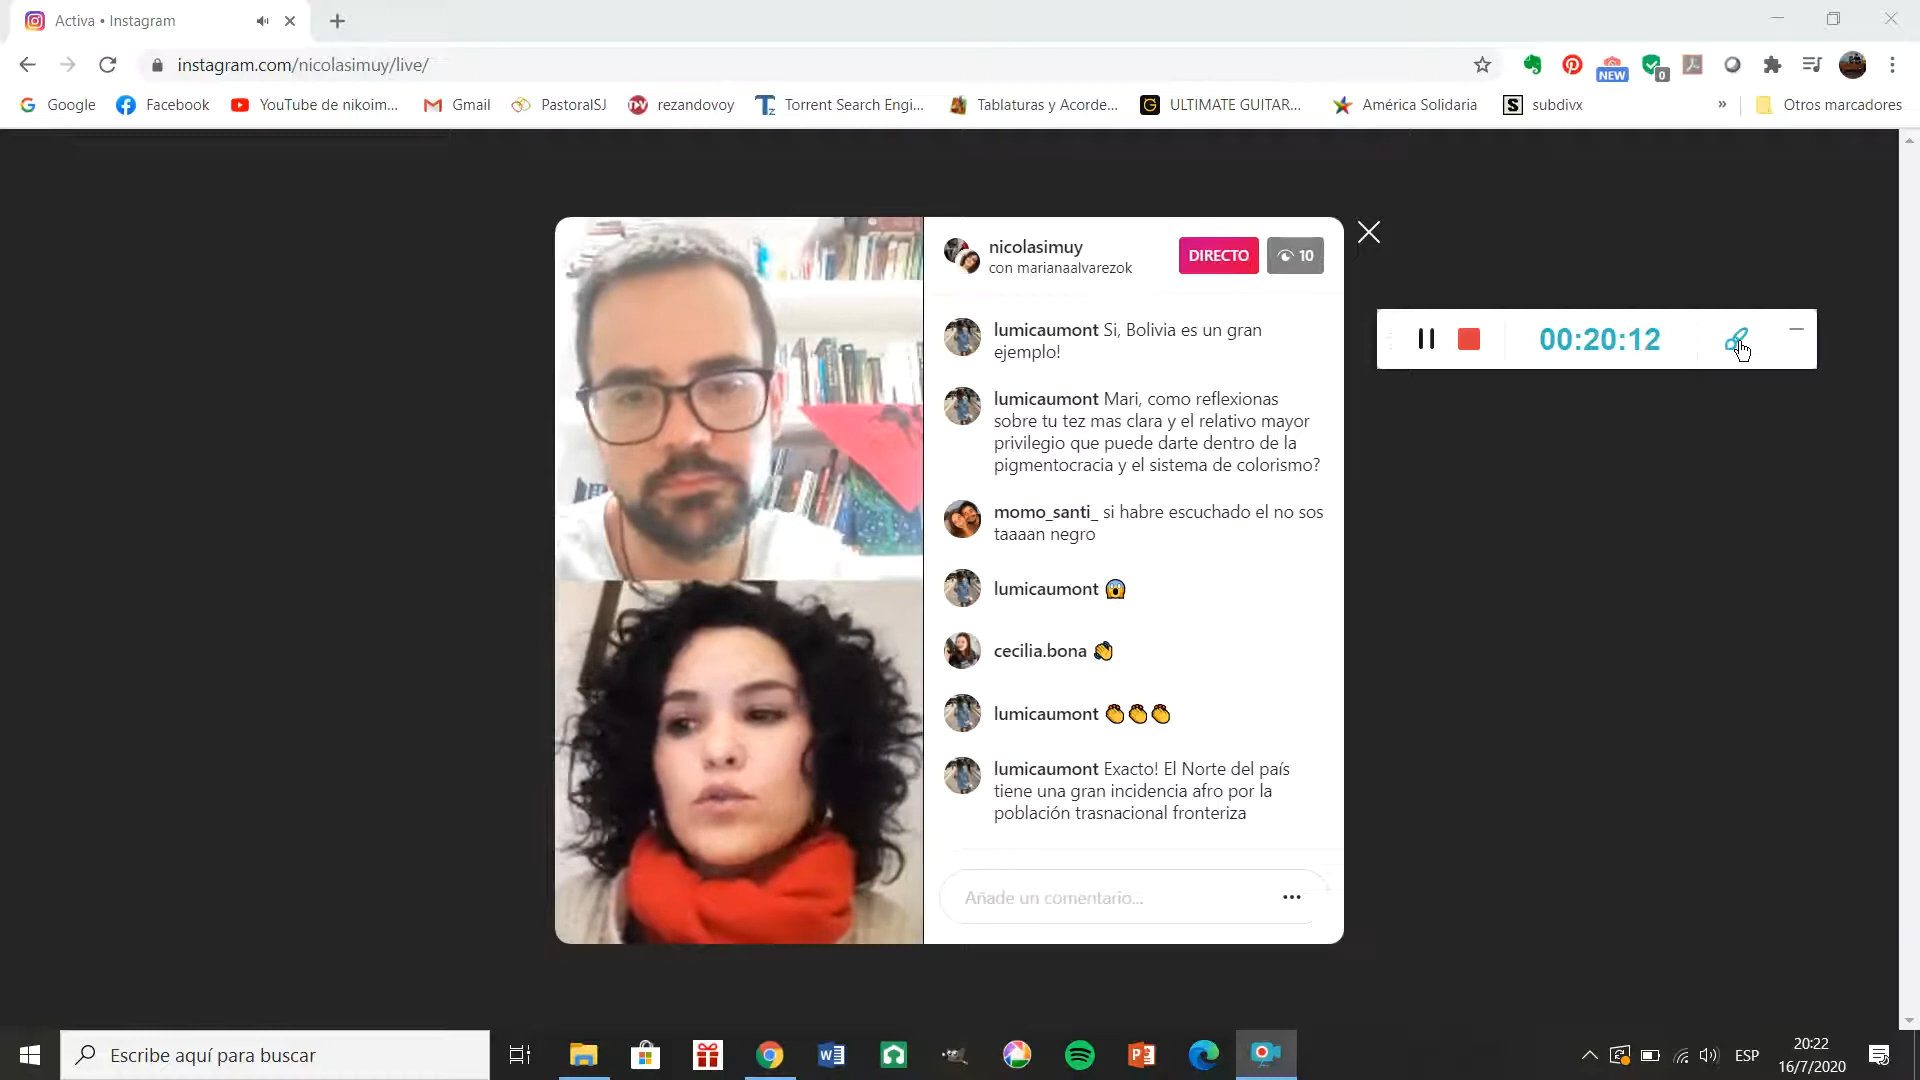 Activa • Instagram
instagram.com/nicolasimuy/live/
NEW
0
Google
Facebook
YouTube de nikoim...
Gmail
PastoralSJ
rezandovoy
Torrent Search Engi...
Tablaturas y Acorde...
ULTIMATE GUITAR...
América Solidaria
subdivx
»
Otros marcadores
nicolasimuy
con marianaalvarezok
DIRECTO
10
lumicaumont Si, Bolivia es un gran
ejemplo!
00:20:12
lumicaumont Mari, como reflexionas
sobre tu tez mas clara y el relativo mayor
privilegio que puede darte dentro de la
pigmentocracia y el sistema de colorismo?
momo_santi_ si habre escuchado el no sos
taaaan negro
lumicaumont 😱
cecilia.bona 👏
lumicaumont 👏👏👏
lumicaumont Exacto! El Norte del país
tiene una gran incidencia afro por la
población trasnacional fronteriza
Añade un comentario...
Escribe aquí para buscar
ESP
20:22
16/7/2020